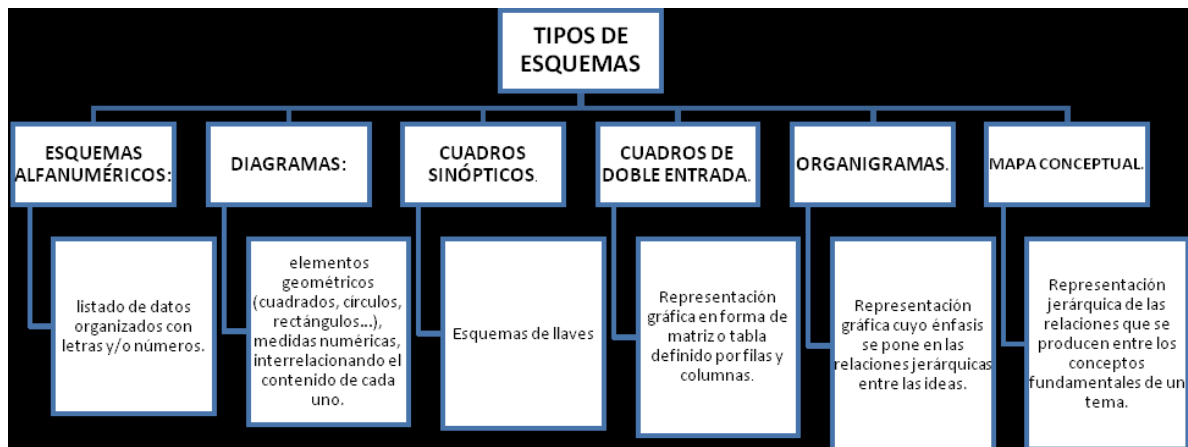 TIPOS DE
ESQUEMAS
ESQUEMAS
ALFANUMÉRICOS:
listado de datos
organizados con
letras y/o números.
DIAGRAMAS:
elementos
geométricos
(cuadrados, círculos,
rectángulos...),
medidas numéricas,
interrelacionando el
contenido de cada
uno.
CUADROS
SINÓPTICOS.
Esquemas de llaves
CUADROS DE
DOBLE ENTRADA.
Representación
gráfica en forma de
matriz o tabla
definido por filas y
columnas.
ORGANIGRAMAS.
Representación
gráfica cuyo énfasis
se pone en las
relaciones jerárquicas
entre las ideas.
MAPA CONCEPTUAL.
Representación
jerárquica de las
relaciones que se
producen entre los
conceptos
fundamentales de un
tema.